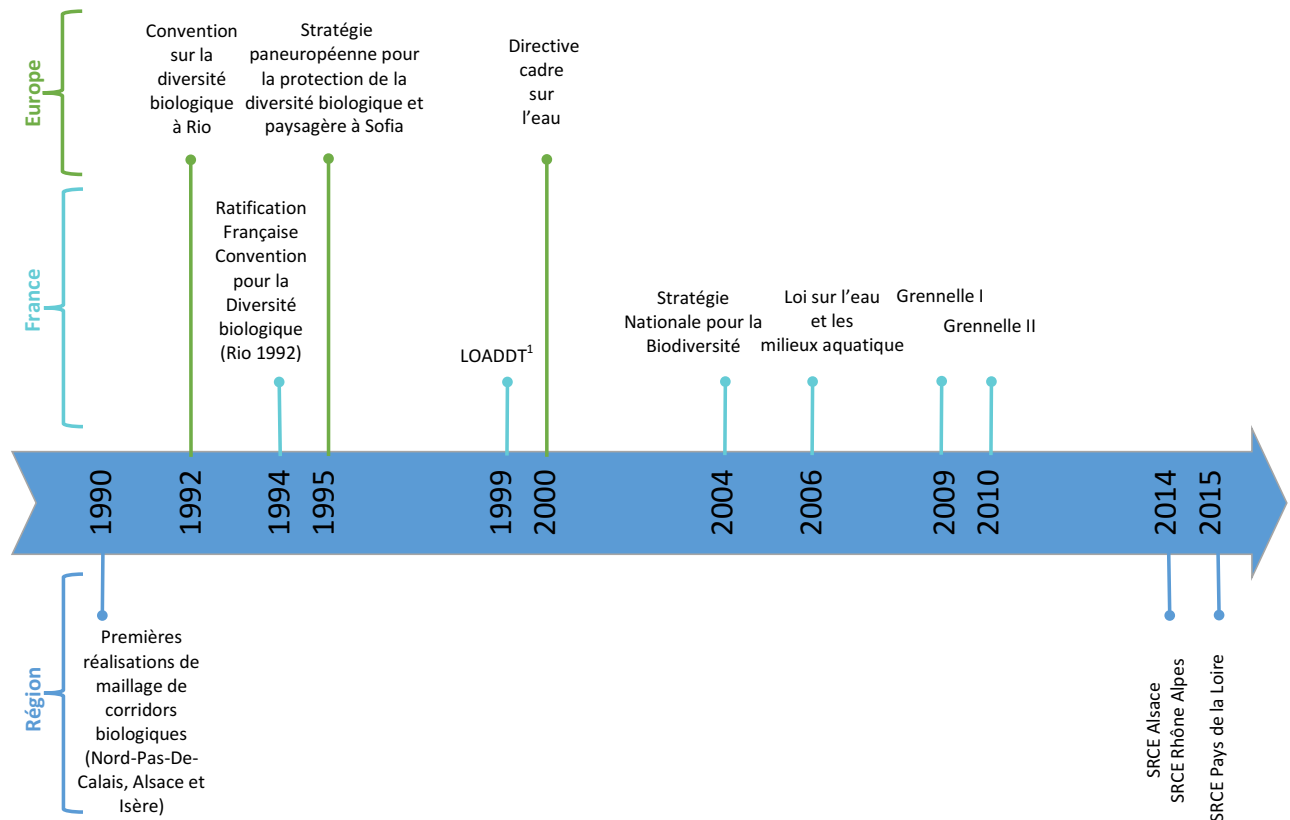 Europe
Convention
sur la
diversité
biologique
à Rio
Stratégie
paneuropéenne pour
la protection de la
diversité biologique et
paysagère à Sofia
Directive
cadre
sur
l'eau
France
Ratification
Française
Convention
pour la
Diversité
biologique
(Rio 1992)
LOADDT¹
Stratégie
Nationale pour la
Biodiversité
Loi sur l'eau
et les
milieux aquatique
Grennelle I
Grennelle II
1990
1992
1994
1995
1999
2000
2004
2006
2009
2010
2014
2015
Région
Premières
réalisations de
maillage de
corridors
biologiques
(Nord-Pas-De-
Calais, Alsace et
Isère)
SRCE Alsace
SRCE Rhône Alpes
SRCE Pays de la Loire